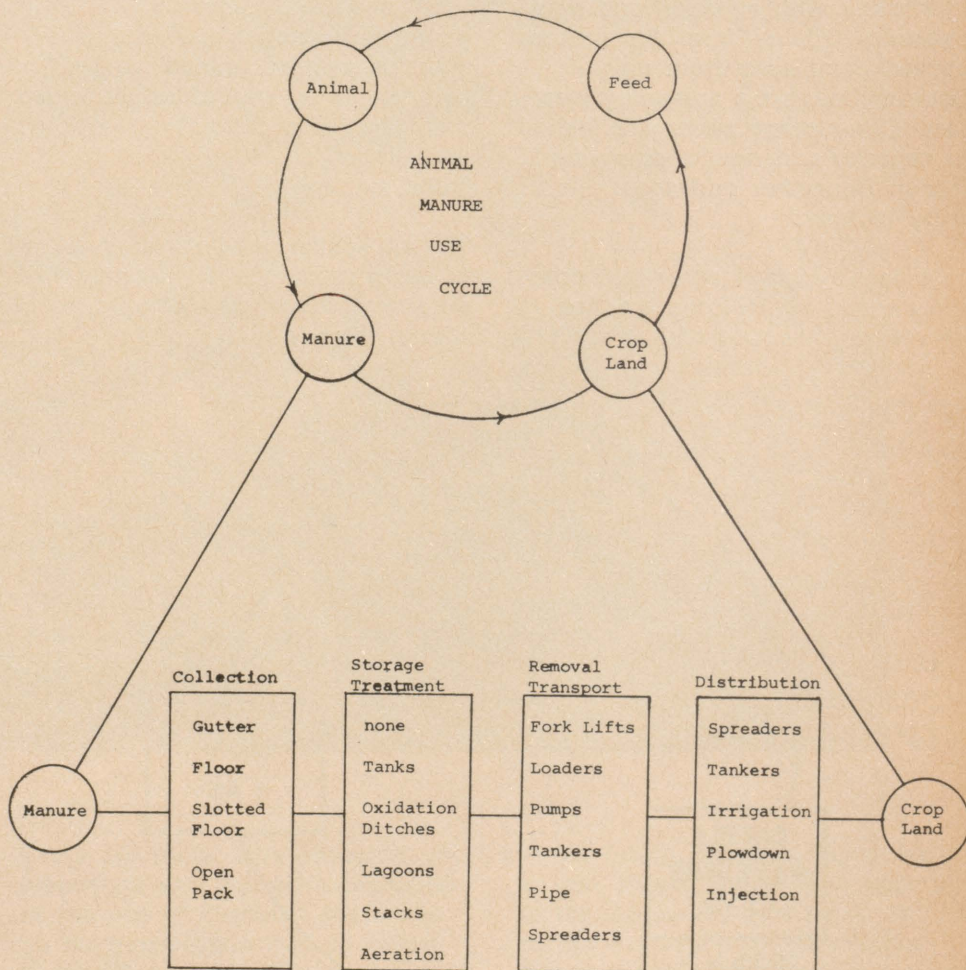 Animal
Feed
ANIMAL
MANURE
USE
CYCLE
Manure
Crop
Land
Collection
Gutter
Floor
Slotted
Floor
Open
Pack
Storage
Treatment
none
Tanks
Oxidation
Ditches
Lagoons
Stacks
Aeration
Removal
Transport
Fork Lifts
Loaders
Pumps
Tankers
Pipe
Spreaders
Distribution
Spreaders
Tankers
Irrigation
Plowdown
Injection
Manure
Crop
Land